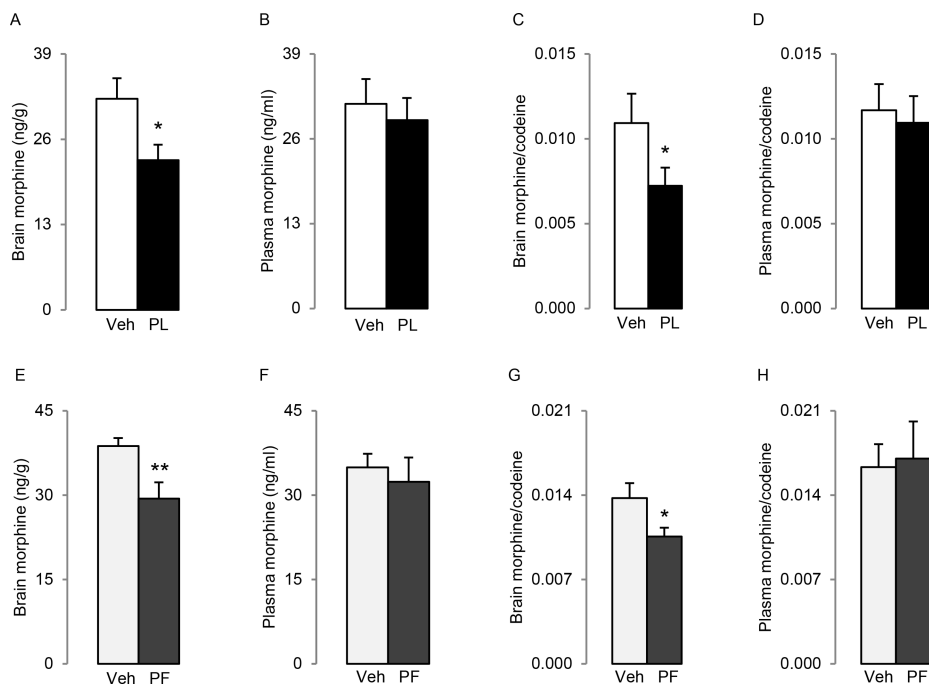 A
Brain morphine (ng/g)
39
26
13
0
*
Veh PL
B
Plasma morphine (ng/ml)
39
26
13
0
Veh PL
C
Brain morphine/codeine
0.015
0.010
0.005
0.000
*
Veh PL
D
Plasma morphine/codeine
0.015
0.010
0.005
0.000
Veh PL
E
Brain morphine (ng/g)
45
30
15
0
**
Veh PF
F
Plasma morphine (ng/ml)
45
30
15
0
Veh PF
G
Brain morphine/codeine
0.021
0.014
0.007
0.000
*
Veh PF
H
Plasma morphine/codeine
0.021
0.014
0.007
0.000
Veh PF